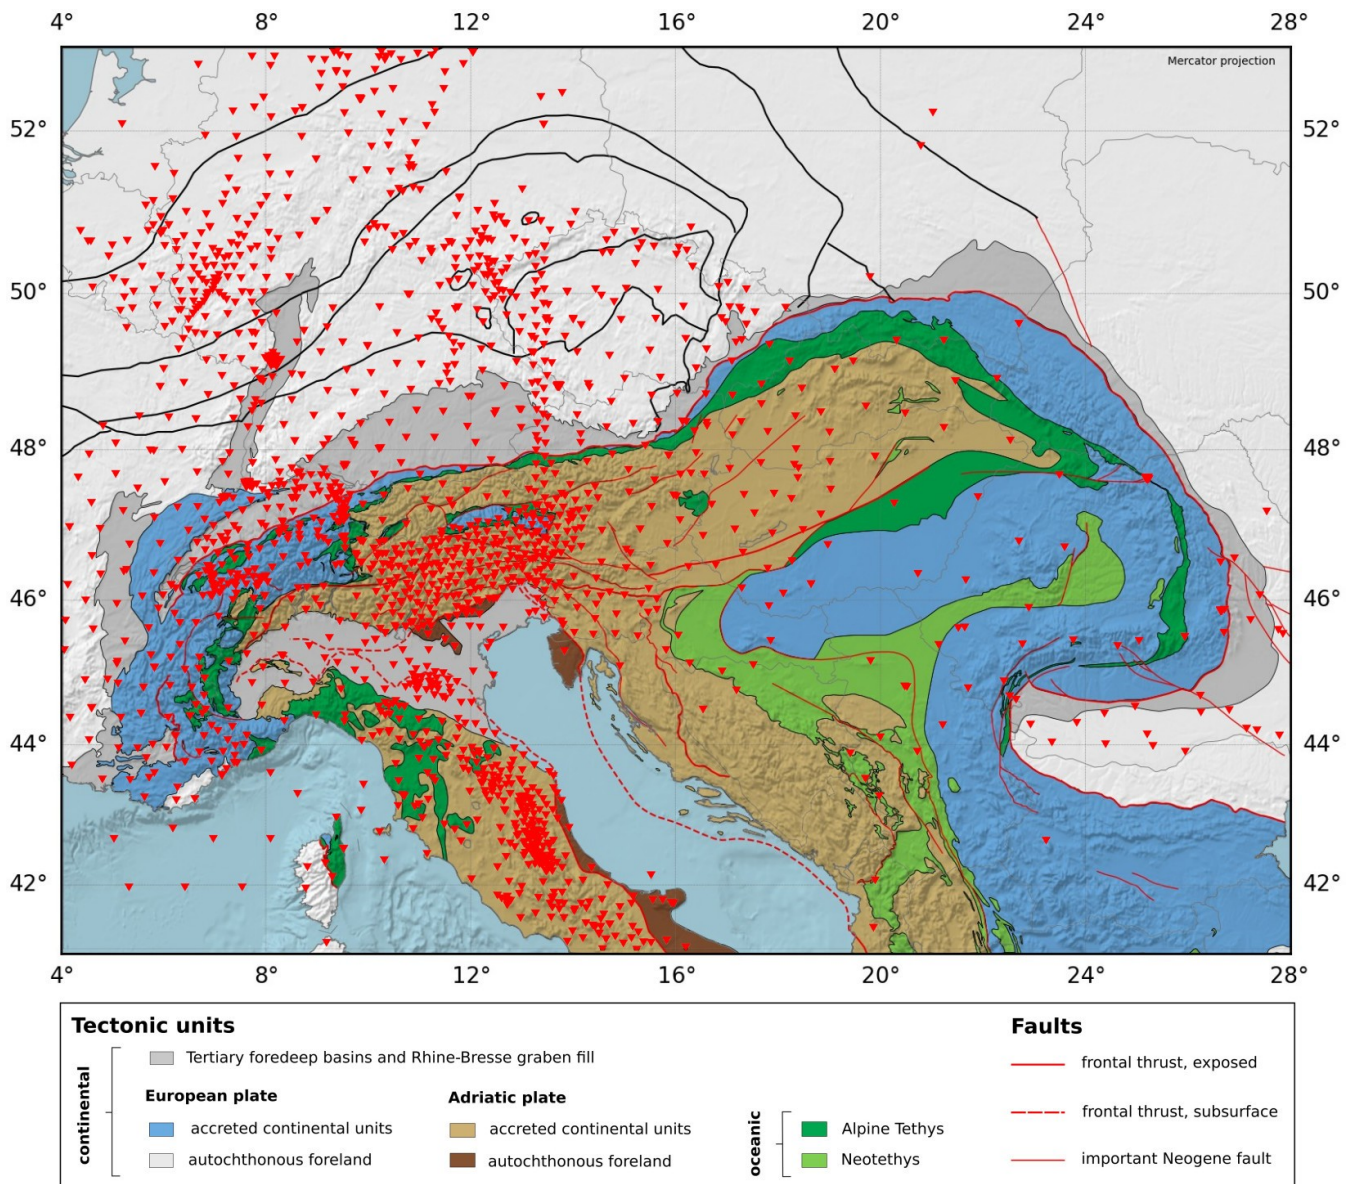 4° 8° 12° 16° 20° 24° 28°
Mercator projection
52° 52°
50° 50°
48° 48°
46° 46°
44° 44°
42° 42°
4° 8° 12° 16° 20° 24° 28°
Tectonic units
Faults
continental
Tertiary foredeep basins and Rhine-Bresse graben fill
frontal thrust, exposed
European plate
Adriatic plate
frontal thrust, subsurface
accreted continental units
accreted continental units
oceanic
Alpine Tethys
autochthonous foreland
autochthonous foreland
Neotethys
important Neogene fault